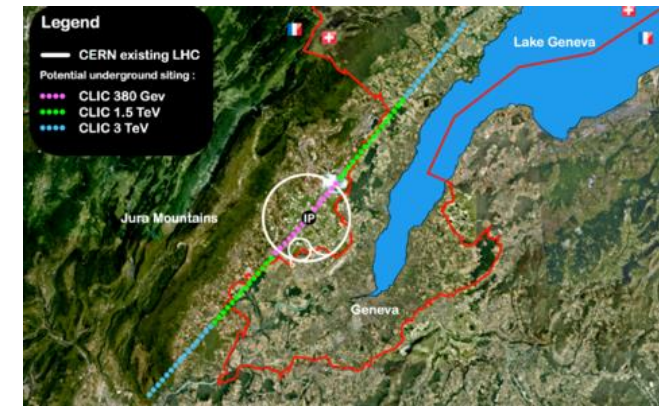 Legend
CERN existing LHC
Potential underground siting :
CLIC 380 Gev
CLIC 1.5 TeV
CLIC 3 TeV
Lake Geneva
Jura Mountains
IP
Geneva